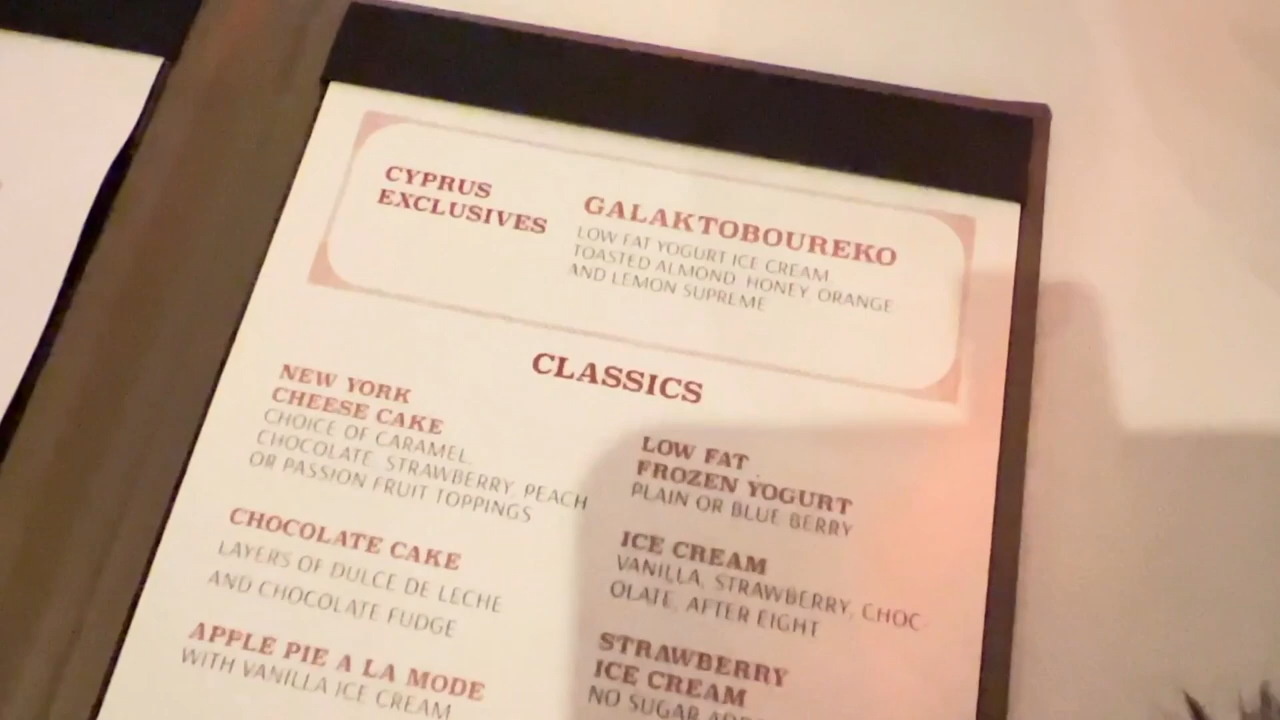 CYPRUS
EXCLUSIVES
GALAKTOBOUREKO
LOW FAT YOGURT ICE CREAM,
TOASTED ALMOND, HONEY, ORANGE
AND LEMON SUPREME
CLASSICS
NEW YORK
CHEESE CAKE
CHOICE OF CARAMEL,
CHOCOLATE, STRAWBERRY, PEACH
OR PASSION FRUIT TOPPINGS
CHOCOLATE CAKE
LAYERS OF DULCE DE LECHE
AND CHOCOLATE FUDGE
APPLE PIE A LA MODE
WITH VANILLA ICE CREAM
LOW FAT
FROZEN YOGURT
PLAIN OR BLUE BERRY
ICE CREAM
VANILLA, STRAWBERRY, CHOC-
OLATE, AFTER EIGHT
STRAWBERRY
ICE CREAM
NO SUGAR